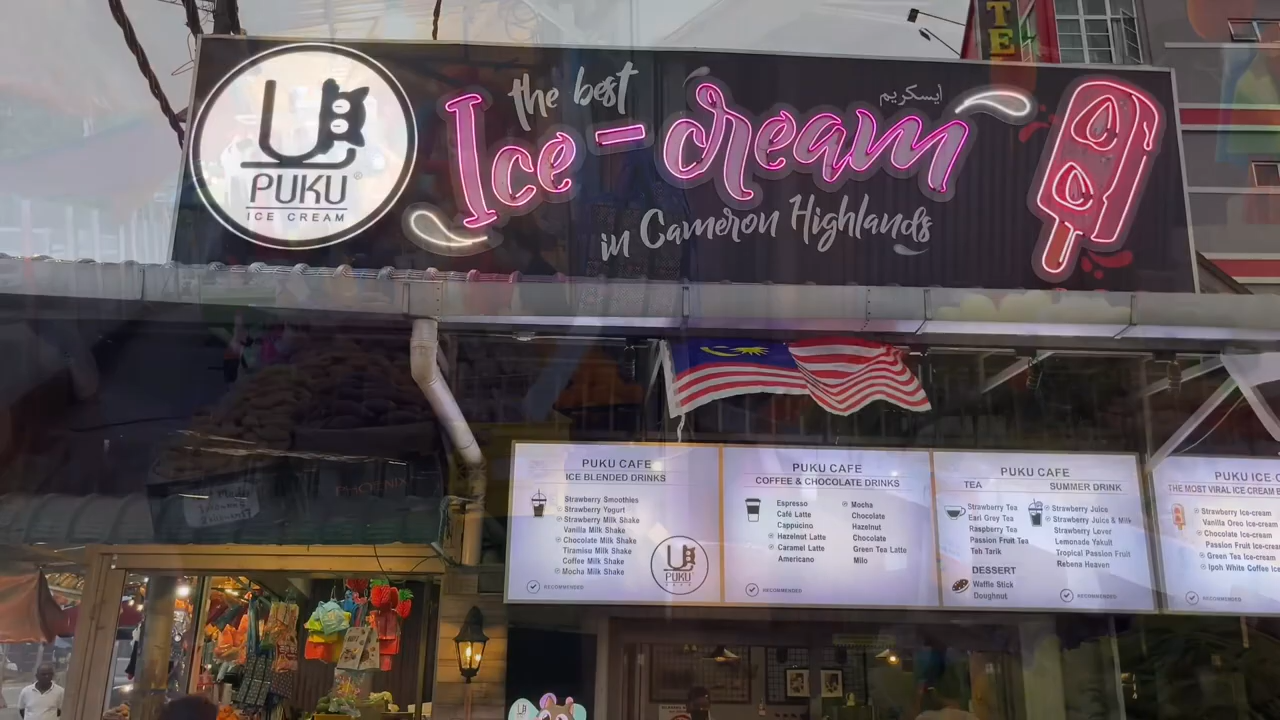 TE
the best
ايسكريم
Ice-cream
in Cameron Highlands
PUKU®
ICE CREAM
PUKU CAFE
ICE BLENDED DRINKS
Strawberry Smoothies
Strawberry Yogurt
Strawberry Milk Shake
Vanilla Milk Shake
Chocolate Milk Shake
Tiramisu Milk Shake
Coffee Milk Shake
Mocha Milk Shake
RECOMMENDED
PUKU
CAFE
PUKU CAFE
COFFEE & CHOCOLATE DRINKS
Espresso
Café Latte
Cappucino
Hazelnut Latte
Caramel Latte
Americano
Mocha
Chocolate
Hazelnut
Chocolate
Green Tea Latte
Milo
RECOMMENDED
PUKU CAFE
TEA
Strawberry Tea
Earl Grey Tea
Raspberry Tea
Passion Fruit Tea
Teh Tarik
DESSERT
Waffle Stick
Doughnut
SUMMER DRINK
Strawberry Juice
Strawberry Juice & Milk
Strawberry Lover
Lemonade Yakult
Tropical Passion Fruit
Rebena Heaven
RECOMMENDED
PUKU ICE C
THE MOST VIRAL ICE CREAM
Strawberry Ice-cream
Vanilla Oreo Ice-cream
Chocolate Ice-cream
Passion Fruit Ice-crea
Green Tea Ice-cream
Ipoh White Coffee Ic
RECOMMENDED